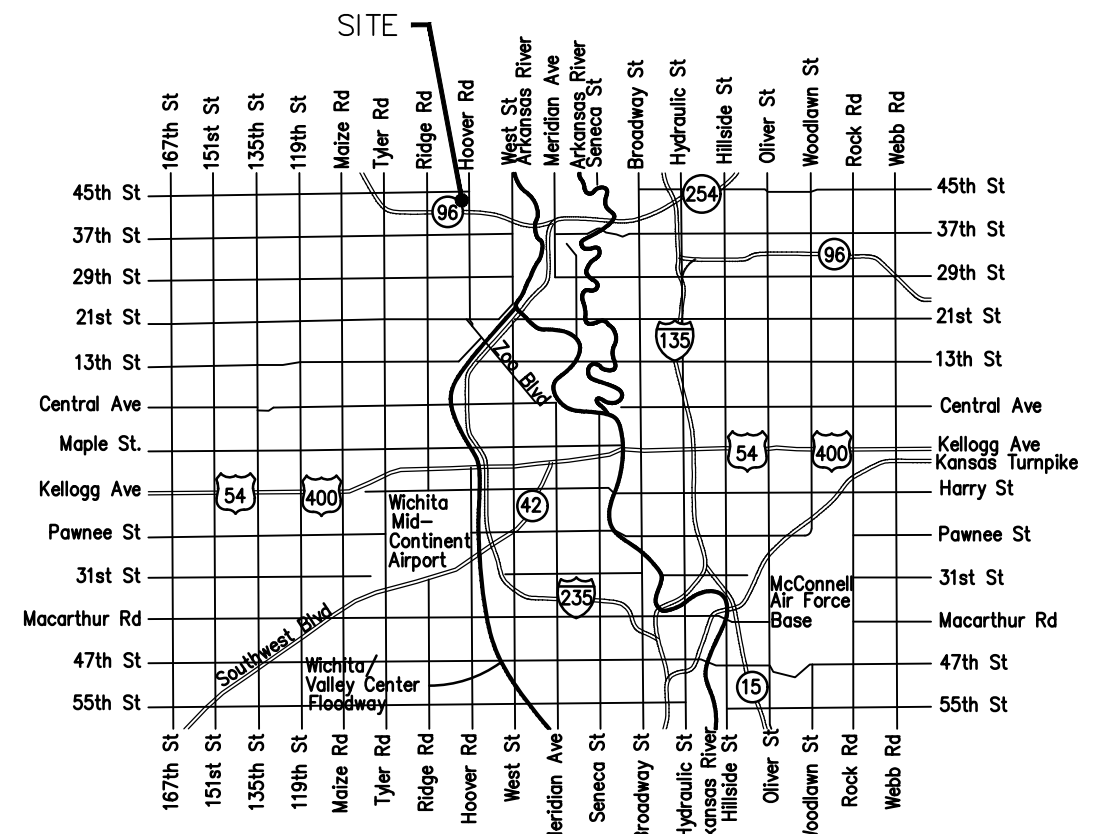 SITE
167th St
151st St
135th St
119th St
Maize Rd
Tyler Rd
Ridge Rd
Hoover Rd
West St
Arkansas River
Meridian Ave
Arkansas River
Seneca St
Broadway St
Hydraulic St
Hillside St
Oliver St
Woodlawn St
Rock Rd
Webb Rd
45th St
254
45th St
96
37th St
37th St
96
29th St
29th St
21st St
21st St
135
13th St
13th St
Zoo Blvd
Central Ave
Central Ave
Maple St.
54
400
Kellogg Ave
Kansas Turnpike
Kellogg Ave
54
400
Harry St
Wichita
Mid-
Continent
Airport
42
Pawnee St
Pawnee St
31st St
31st St
McConnell
Air Force
Base
235
Macarthur Rd
Macarthur Rd
Southwest Blvd
47th St
47th St
Wichita/
Valley Center
Floodway
15
55th St
55th St
167th St
151st St
135th St
119th St
Maize Rd
Tyler Rd
Ridge Rd
Hoover Rd
West St
eridian Ave
Seneca St
roadway St
ydraulic St
kansas River
Hillside St
Oliver St
oodlawn St
Rock Rd
Webb Rd